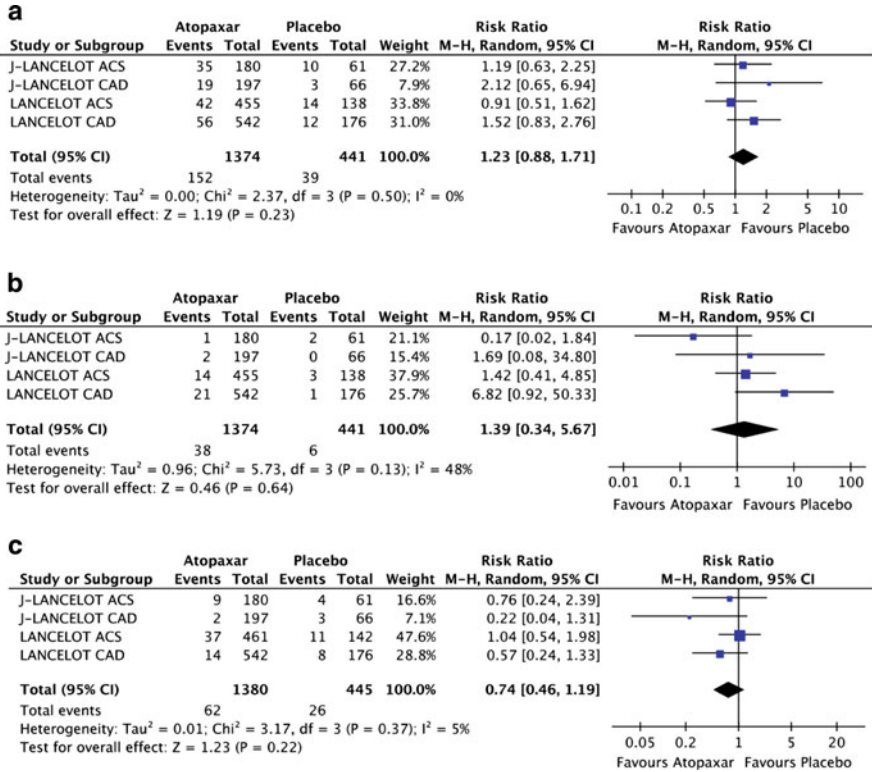 a
Atopaxar Placebo Risk Ratio Risk Ratio
Study or Subgroup Events Total Events Total Weight M-H, Random, 95% CI M-H, Random, 95% CI
J-LANCELOT ACS 35 180 10 61 27.2% 1.19 [0.63, 2.25]
J-LANCELOT CAD 19 197 3 66 7.9% 2.12 [0.65, 6.94]
LANCELOT ACS 42 455 14 138 33.8% 0.91 [0.51, 1.62]
LANCELOT CAD 56 542 12 176 31.0% 1.52 [0.83, 2.76]
Total (95% CI) 1374 441 100.0% 1.23 [0.88, 1.71]
Total events 152 39
Heterogeneity: Tau² = 0.00; Chi² = 2.37, df = 3 (P = 0.50); I² = 0%
Test for overall effect: Z = 1.19 (P = 0.23)
0.1 0.2 0.5 1 2 5 10
Favours Atopaxar Favours Placebo
b
Atopaxar Placebo Risk Ratio Risk Ratio
Study or Subgroup Events Total Events Total Weight M-H, Random, 95% CI M-H, Random, 95% CI
J-LANCELOT ACS 1 180 2 61 21.1% 0.17 [0.02, 1.84]
J-LANCELOT CAD 2 197 0 66 15.4% 1.69 [0.08, 34.80]
LANCELOT ACS 14 455 3 138 37.9% 1.42 [0.41, 4.85]
LANCELOT CAD 21 542 1 176 25.7% 6.82 [0.92, 50.33]
Total (95% CI) 1374 441 100.0% 1.39 [0.34, 5.67]
Total events 38 6
Heterogeneity: Tau² = 0.96; Chi² = 5.73, df = 3 (P = 0.13); I² = 48%
Test for overall effect: Z = 0.46 (P = 0.64)
0.01 0.1 1 10 100
Favours Atopaxar Favours Placebo
c
Atopaxar Placebo Risk Ratio Risk Ratio
Study or Subgroup Events Total Events Total Weight M-H, Random, 95% CI M-H, Random, 95% CI
J-LANCELOT ACS 9 180 4 61 16.6% 0.76 [0.24, 2.39]
J-LANCELOT CAD 2 197 3 66 7.1% 0.22 [0.04, 1.31]
LANCELOT ACS 37 461 11 142 47.6% 1.04 [0.54, 1.98]
LANCELOT CAD 14 542 8 176 28.8% 0.57 [0.24, 1.33]
Total (95% CI) 1380 445 100.0% 0.74 [0.46, 1.19]
Total events 62 26
Heterogeneity: Tau² = 0.01; Chi² = 3.17, df = 3 (P = 0.37); I² = 5%
Test for overall effect: Z = 1.23 (P = 0.22)
0.05 0.2 1 5 20
Favours Atopaxar Favours Placebo